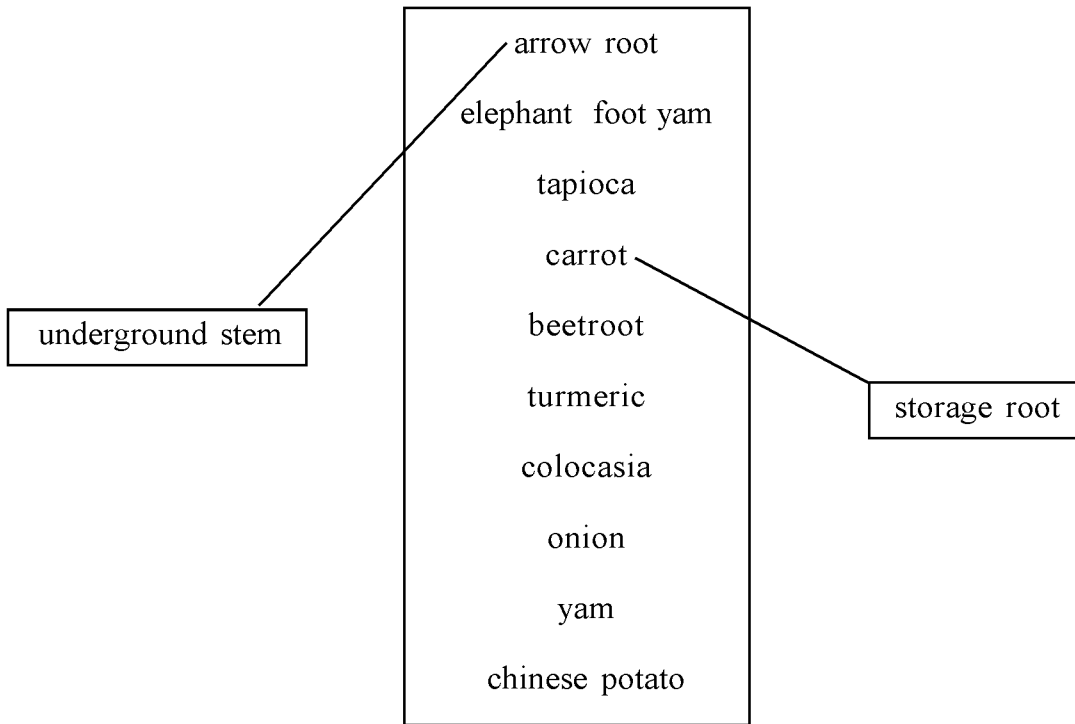 arrow root
elephant foot yam
tapioca
carrot
underground stem
beetroot
turmeric
storage root
colocasia
onion
yam
chinese potato